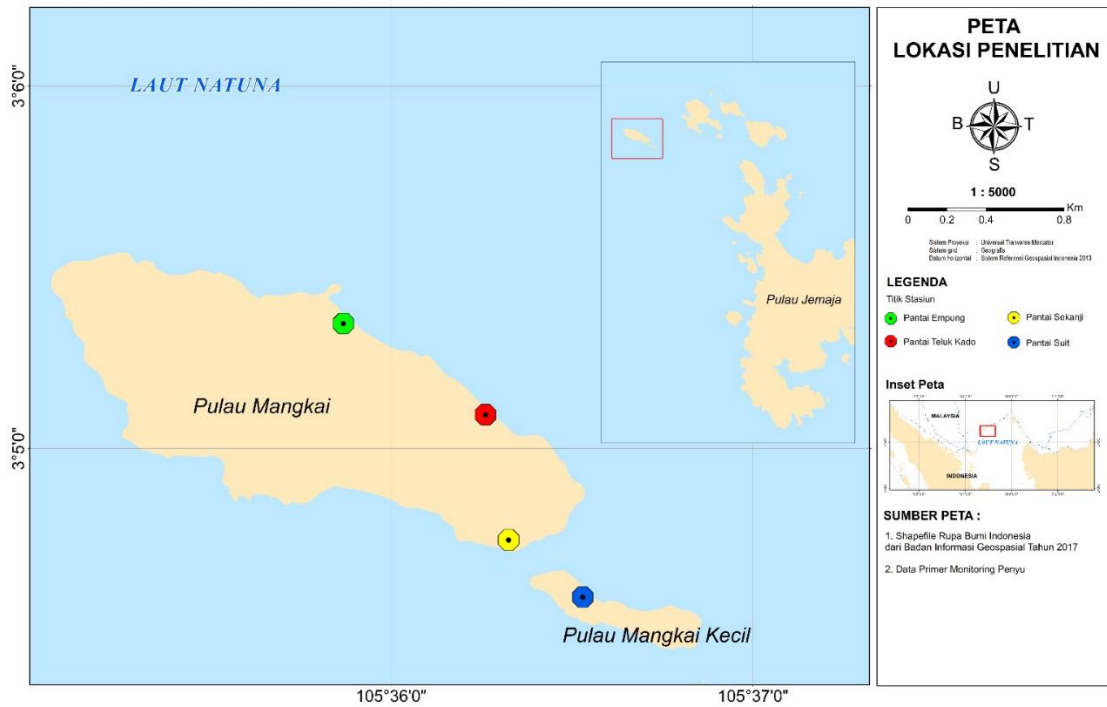 LAUT NATUNA
Pulau Jemaja
Pulau Mangkai
Pulau Mangkai Kecil
3°6'0"
3°5'0"
105°36'0"
105°37'0"
PETA
LOKASI PENELITIAN
U
B T
S
1 : 5000
Km
0 0.2 0.4 0.8
Sistem Proyeksi : Universal Tranverse Mercator
Sistem grid : Geografis
Datum horizontal : Sistem Referensi Geospasial Indonesia 2013
LEGENDA
Titik Stasiun
Pantai Empung Pantai Sekanji
Pantai Teluk Kado Pantai Suit
Inset Peta
MALAYSIA
LAUT NATUNA
INDONESIA
SUMBER PETA :
1. Shapefile Rupa Bumi Indonesia
dari Badan Informasi Geospasial Tahun 2017
2. Data Primer Monitoring Penyu